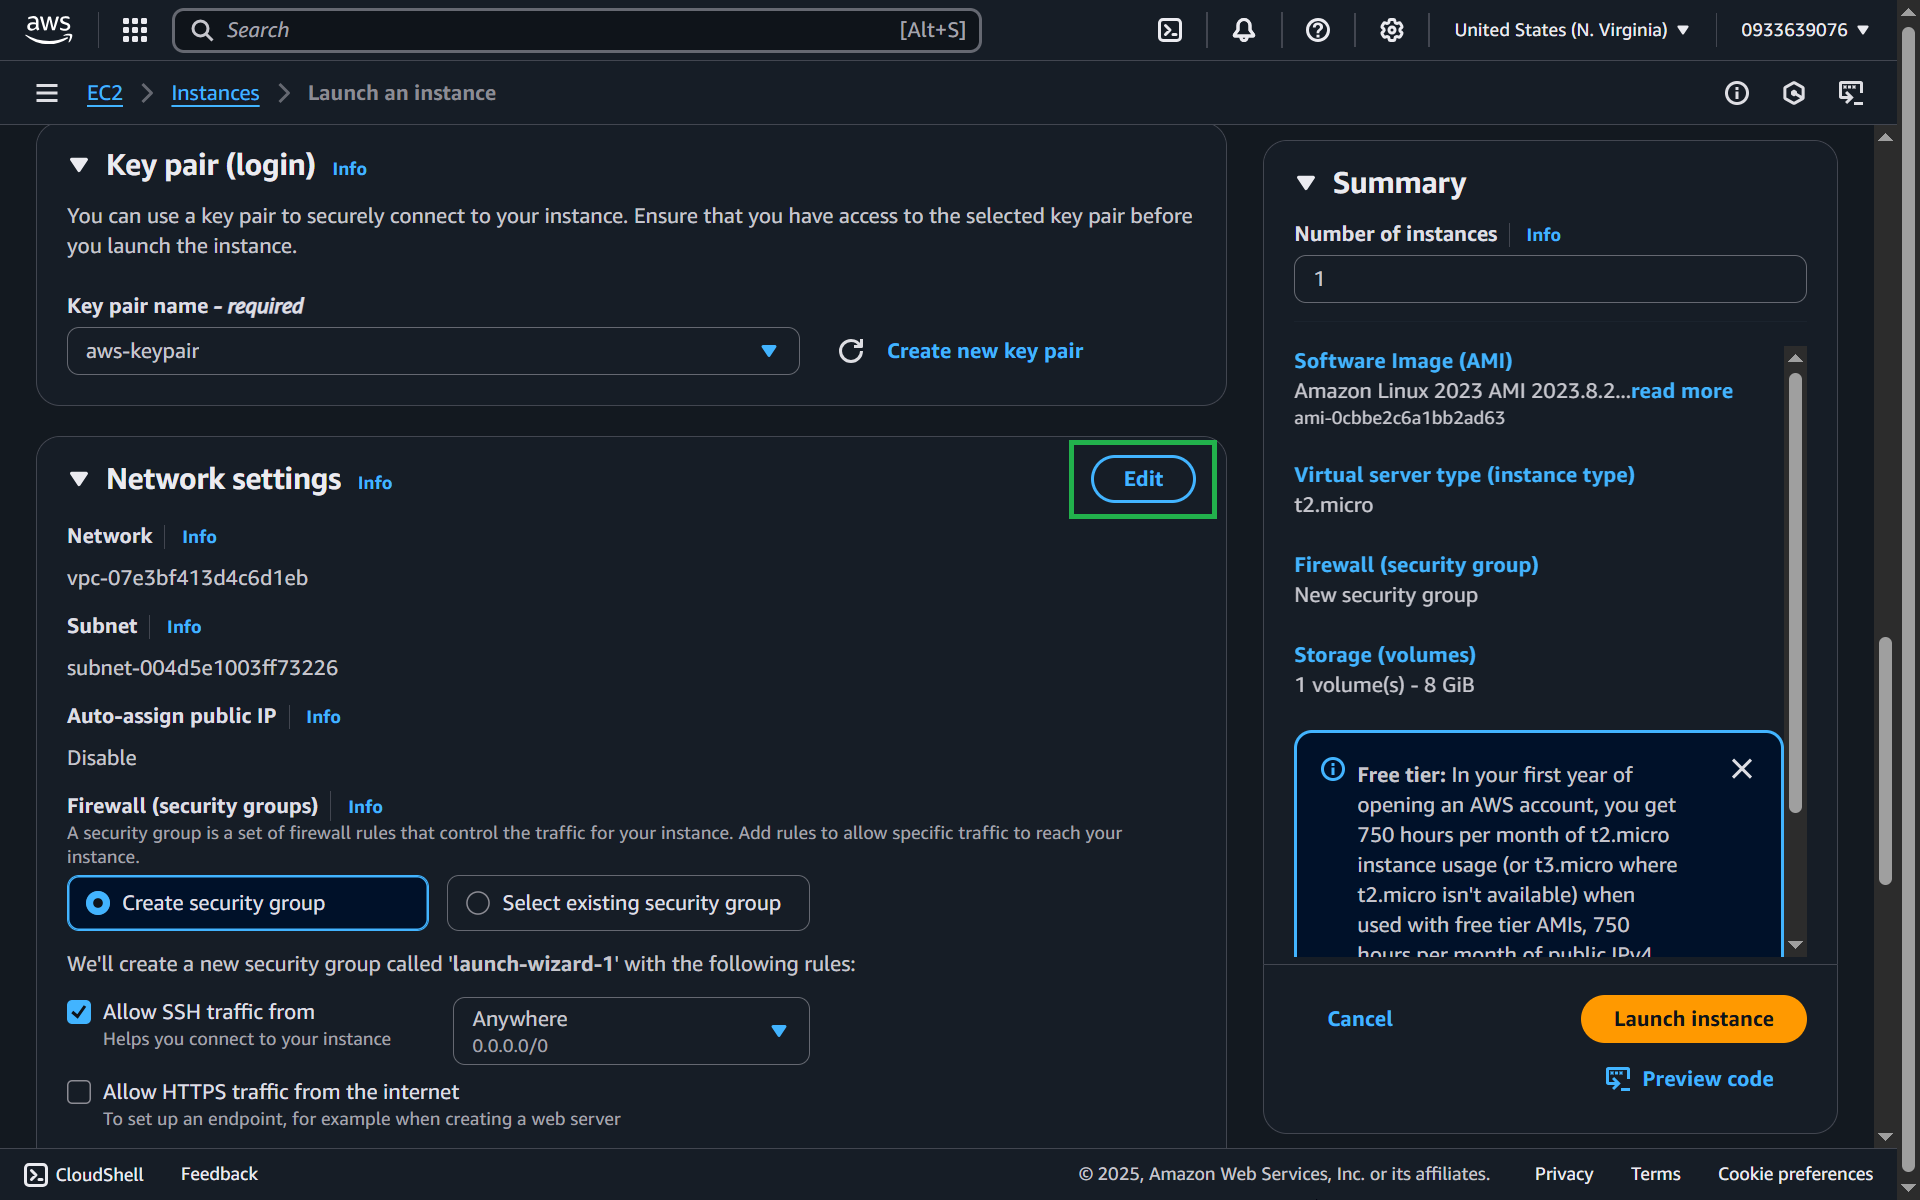 aws
Search
[Alt+S]
United States (N. Virginia)
0933639076
EC2
Instances
Launch an instance
Key pair (login) Info
You can use a key pair to securely connect to your instance. Ensure that you have access to the selected key pair before
you launch the instance.
Key pair name - required
aws-keypair
Create new key pair
Network settings Info
Edit
Network Info
vpc-07e3bf413d4c6d1eb
Subnet Info
subnet-004d5e1003ff73226
Auto-assign public IP Info
Disable
Firewall (security groups) Info
A security group is a set of firewall rules that control the traffic for your instance. Add rules to allow specific traffic to reach your
instance.
Create security group
Select existing security group
We'll create a new security group called 'launch-wizard-1' with the following rules:
Allow SSH traffic from
Helps you connect to your instance
Anywhere
0.0.0.0/0
Allow HTTPS traffic from the internet
To set up an endpoint, for example when creating a web server
Summary
Number of instances Info
1
Software Image (AMI)
Amazon Linux 2023 AMI 2023.8.2...read more
ami-0cbbe2c6a1bb2ad63
Virtual server type (instance type)
t2.micro
Firewall (security group)
New security group
Storage (volumes)
1 volume(s) - 8 GiB
Free tier: In your first year of
opening an AWS account, you get
750 hours per month of t2.micro
instance usage (or t3.micro where
t2.micro isn't available) when
used with free tier AMIs, 750
hours per month of public IPv4
Cancel
Launch instance
Preview code
CloudShell
Feedback
© 2025, Amazon Web Services, Inc. or its affiliates.
Privacy
Terms
Cookie preferences